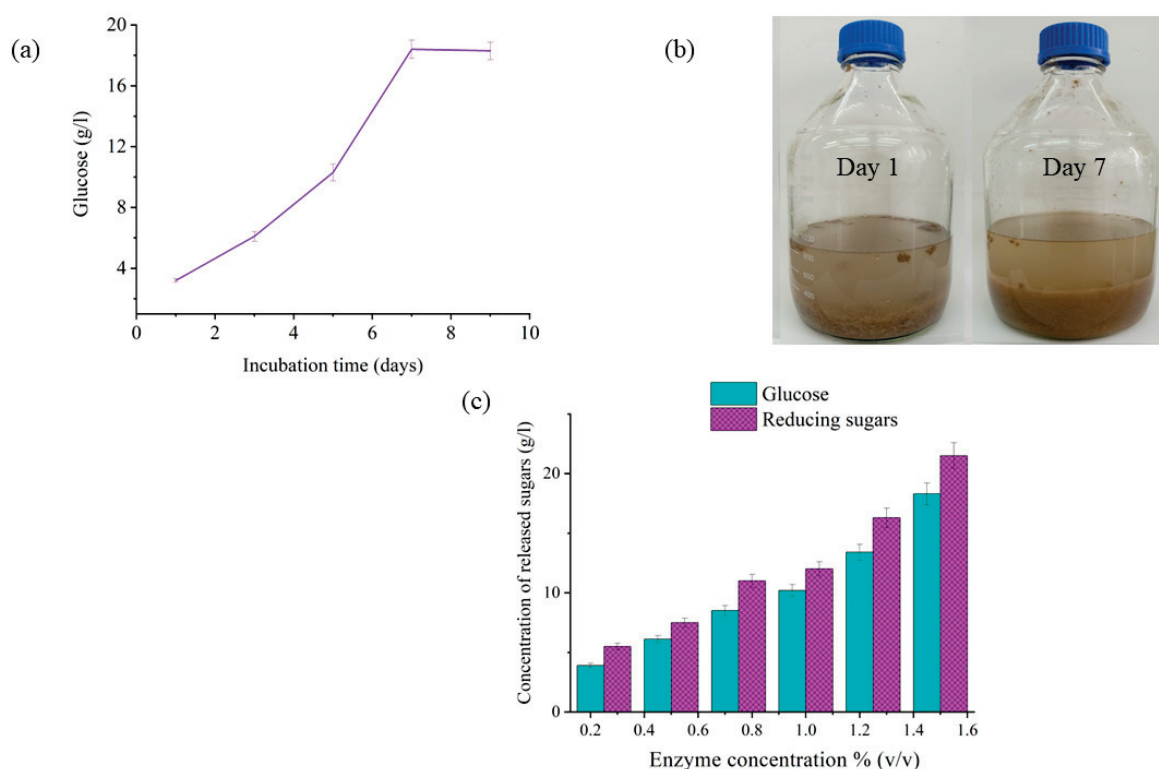 (a)
20
16
12
8
4
Glucose (g/l)
0
2
4
6
8
10
Incubation time (days)
(b)
Day 1
Day 7
(c)
Glucose
Reducing sugars
Concentration of released sugars (g/l)
20
10
0
0.2
0.4
0.6
0.8
1.0
1.2
1.4
1.6
Enzyme concentration % (v/v)